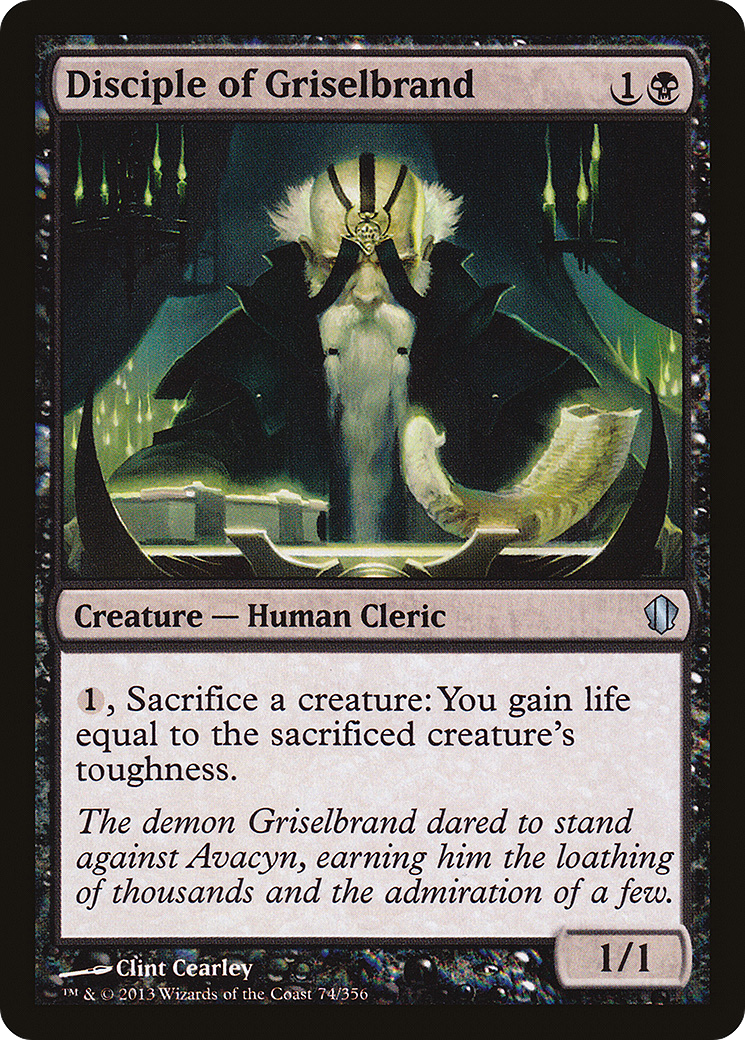 Disciple of Griselbrand 1
Creature — Human Cleric
1, Sacrifice a creature: You gain life
equal to the sacrificed creature's
toughness.
The demon Griselbrand dared to stand
against Avacyn, earning him the loathing
of thousands and the admiration of a few.
1/1
Clint Cearley
™ & © 2013 Wizards of the Coast 74/356